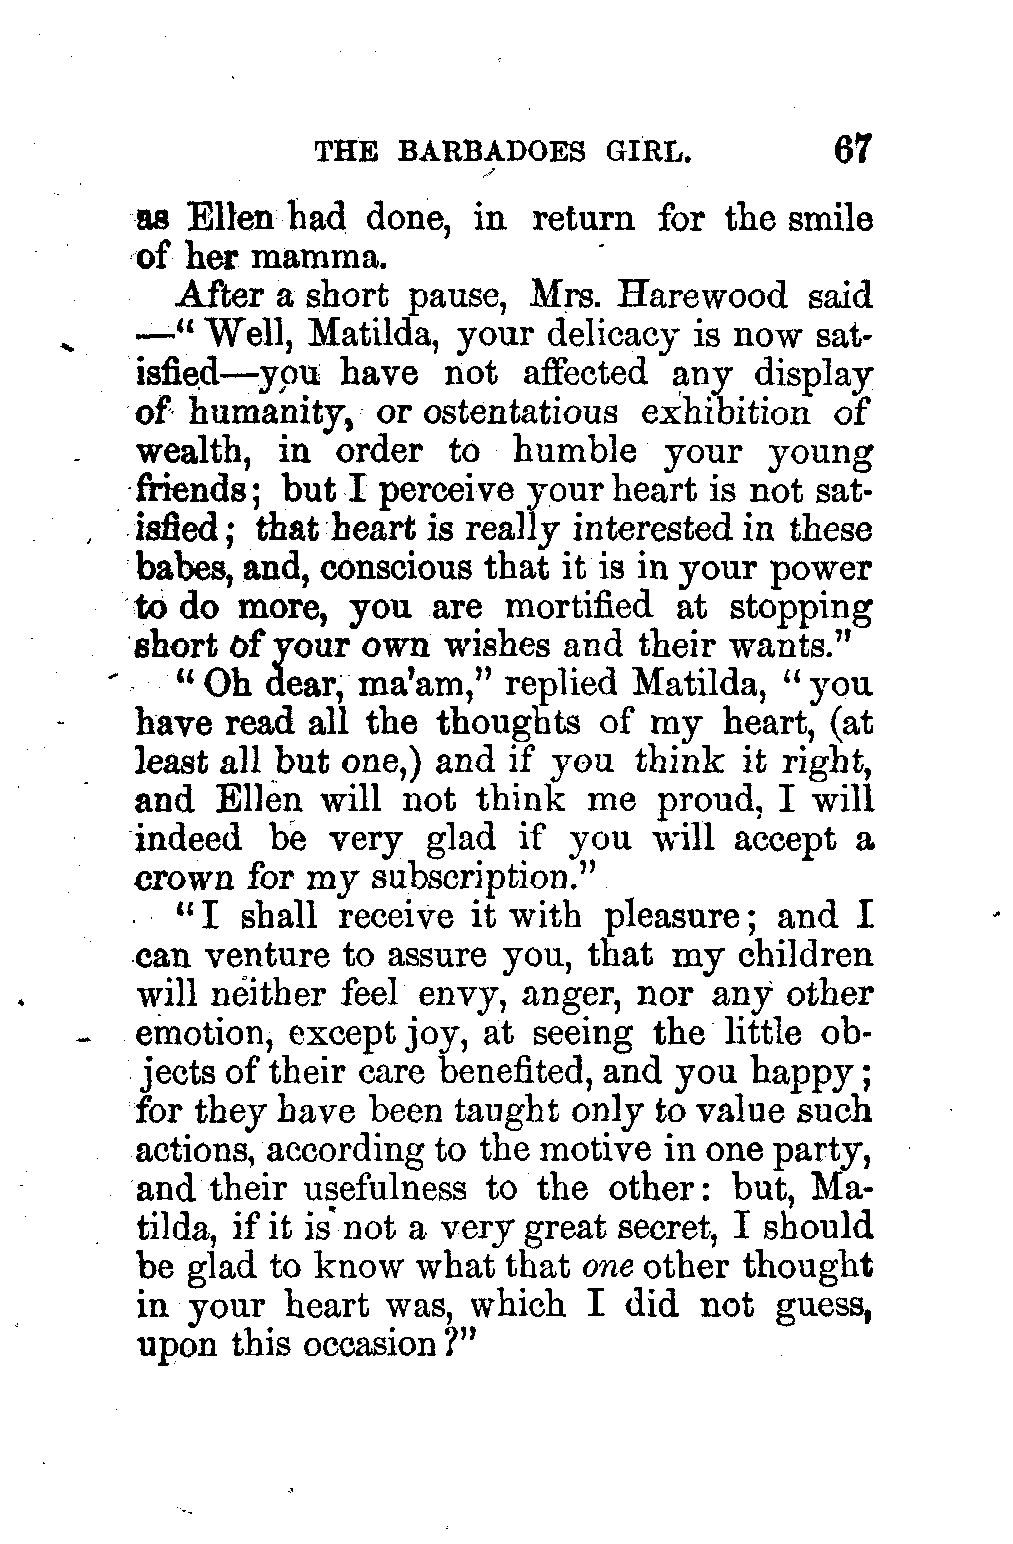 THE BARBADOES GIRL. 67
as Ellen had done, in return for the smile
of her mamma.
After a short pause, Mrs. Harewood said
—“ Well, Matilda, your delicacy is now sat-
isfied—you have not affected any display
of humanity, or ostentatious exhibition of
wealth, in order to humble your young
friends; but I perceive your heart is not sat-
isfied; that heart is really interested in these
babes, and, conscious that it is in your power
to do more, you are mortified at stopping
short of your own wishes and their wants.”
“ Oh dear, ma’am,” replied Matilda, “ you
have read all the thoughts of my heart, (at
least all but one,) and if you think it right,
and Ellen will not think me proud, I will
indeed be very glad if you will accept a
crown for my subscription.”
“ I shall receive it with pleasure; and I
can venture to assure you, that my children
will neither feel envy, anger, nor any other
emotion, except joy, at seeing the little ob-
jects of their care benefited, and you happy;
for they have been taught only to value such
actions, according to the motive in one party,
and their usefulness to the other: but, Ma-
tilda, if it is not a very great secret, I should
be glad to know what that one other thought
in your heart was, which I did not guess,
upon this occasion?”